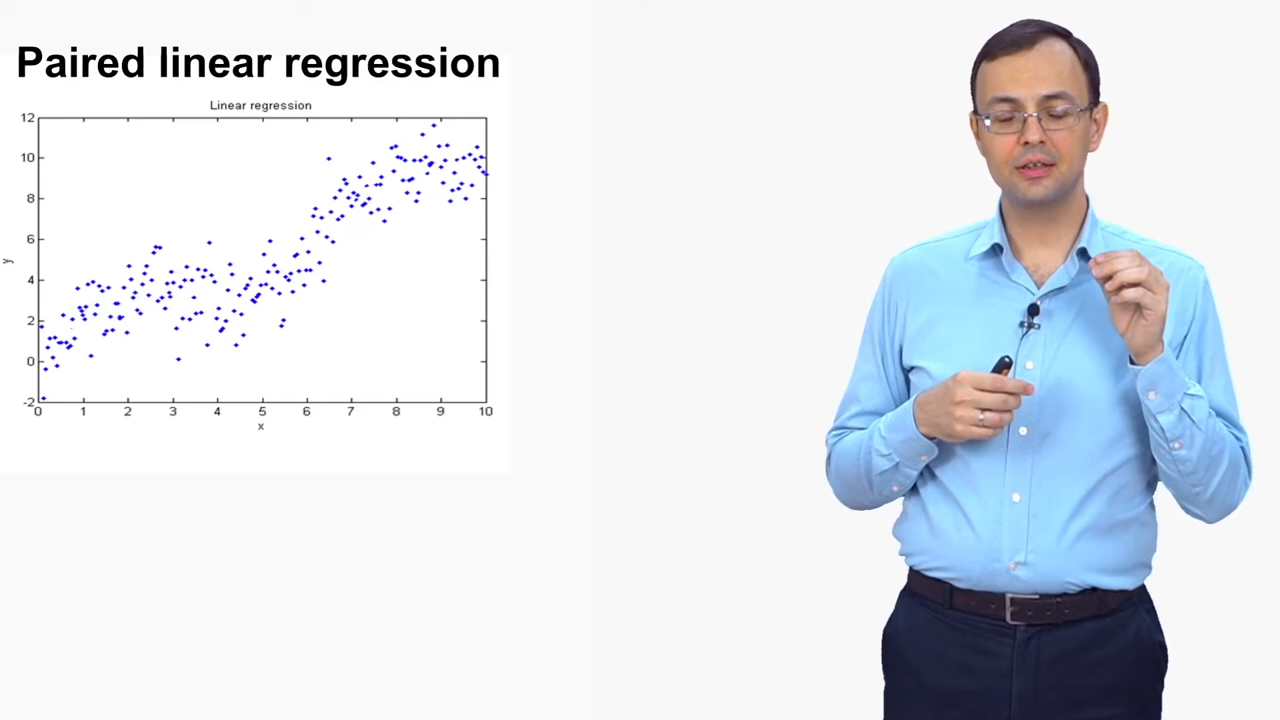 Paired linear regression
Linear regression
12
10
8
6
4
2
0
-2
0 1 2 3 4 5 6 7 8 9 10
y
x